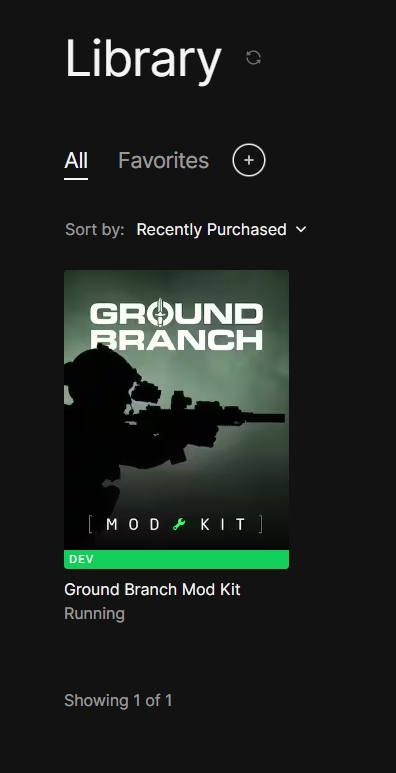 Library
All Favorites
Sort by: Recently Purchased
GROUND
BRANCH
[ MOD KIT ]
DEV
Ground Branch Mod Kit
Running
Showing 1 of 1